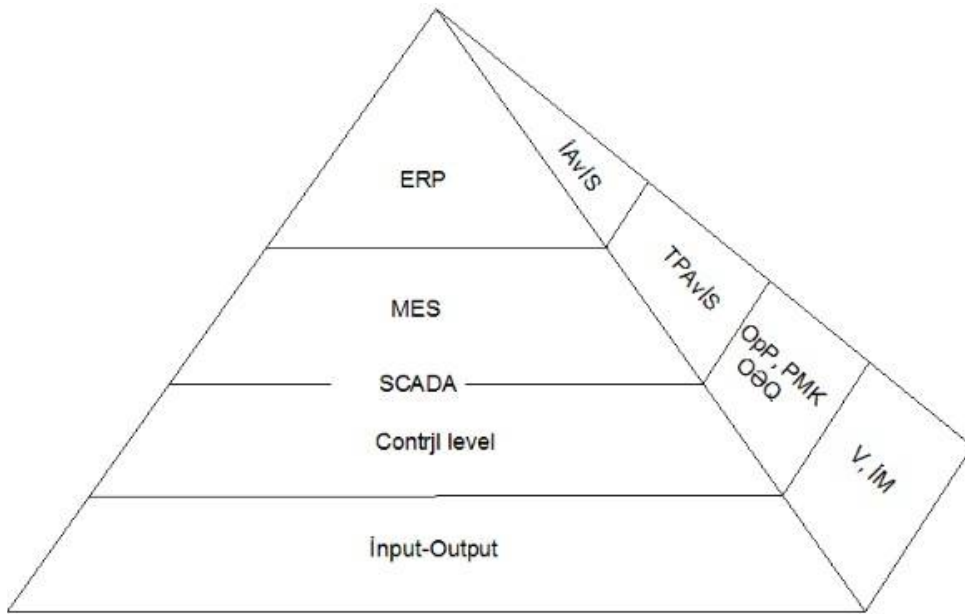 ERP
İAvİS
MES
TPAvİS
SCADA
OpP, PMK
OƏQ
Contrjl level
V, İM
İnput-Output